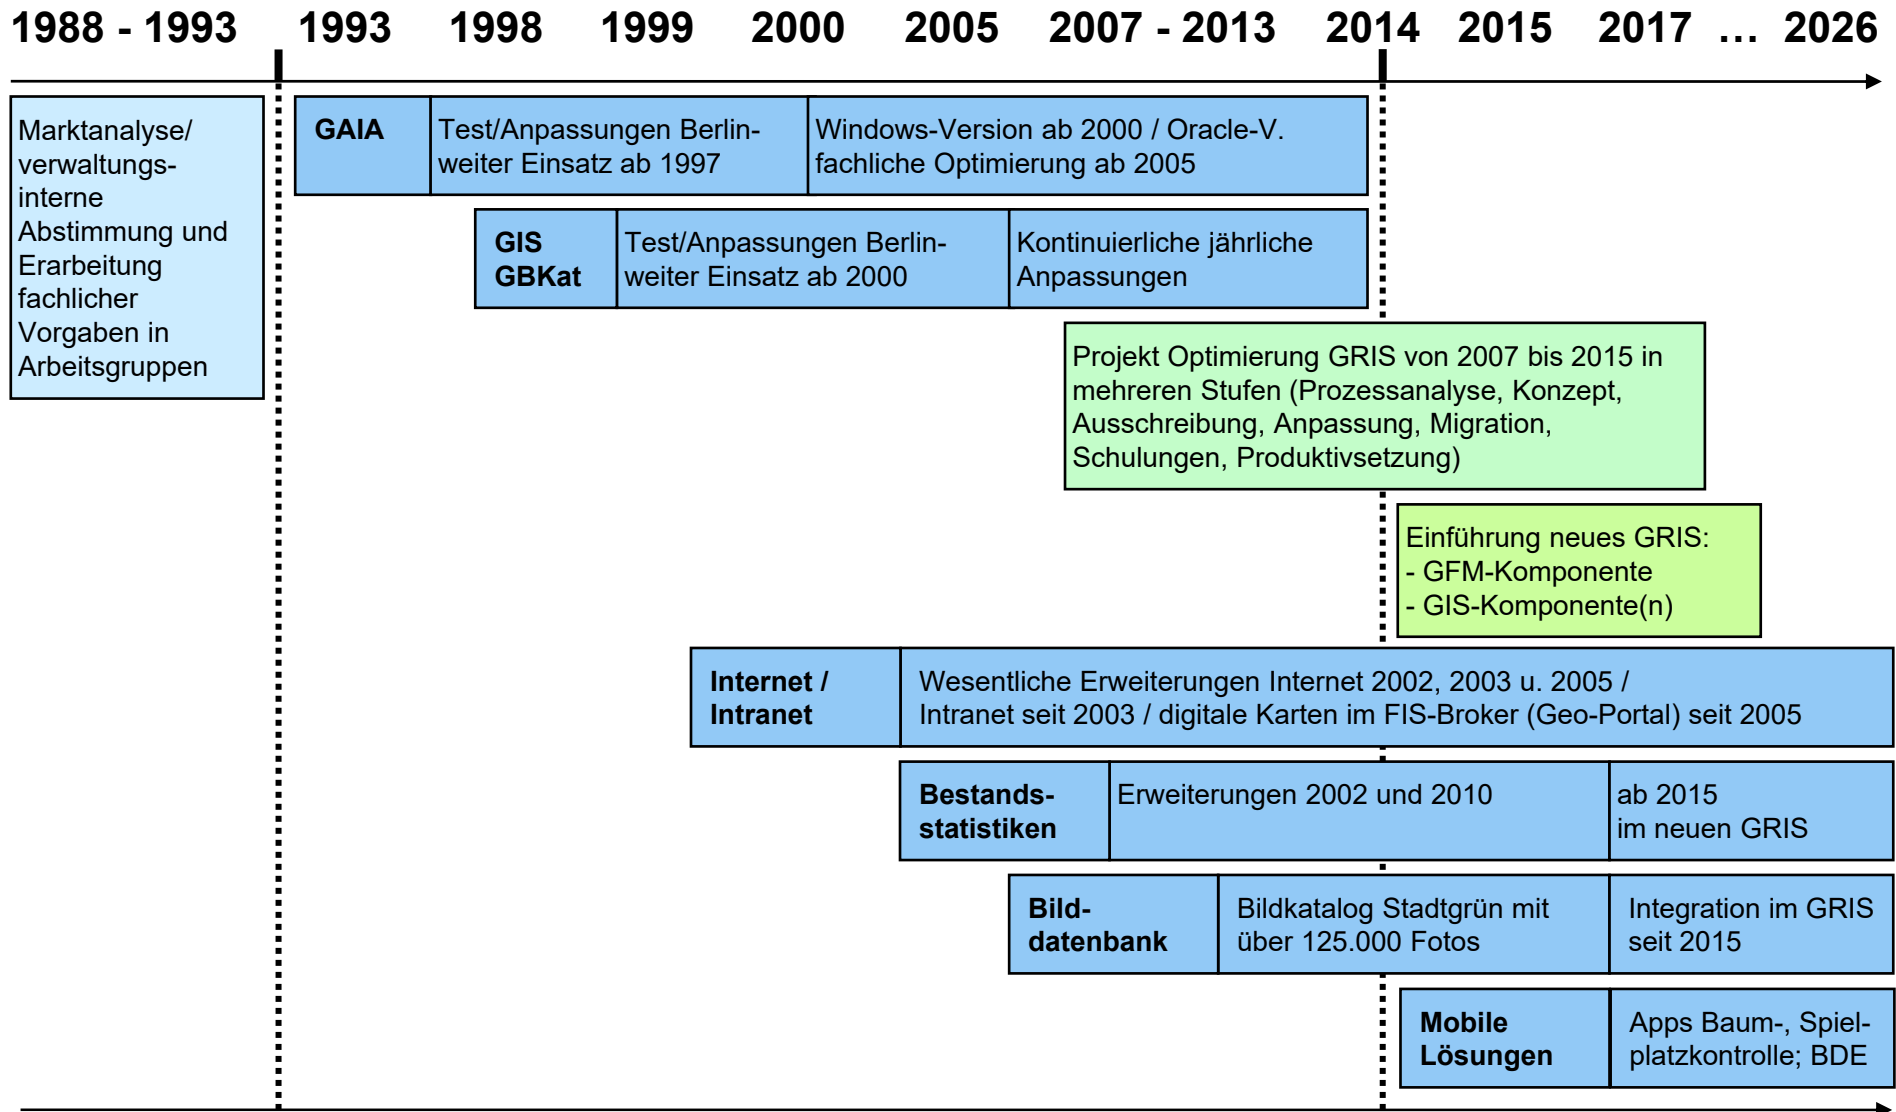 1988 - 1993 1993 1998 1999 2000 2005 2007 - 2013 2014 2015 2017 … 2026
Marktanalyse/
verwaltungs-
interne
Abstimmung und
Erarbeitung
fachlicher
Vorgaben in
Arbeitsgruppen
GAIA
Test/Anpassungen Berlin-
weiter Einsatz ab 1997
Windows-Version ab 2000 / Oracle-V.
fachliche Optimierung ab 2005
GIS
GBKat
Test/Anpassungen Berlin-
weiter Einsatz ab 2000
Kontinuierliche jährliche
Anpassungen
Projekt Optimierung GRIS von 2007 bis 2015 in
mehreren Stufen (Prozessanalyse, Konzept,
Ausschreibung, Anpassung, Migration,
Schulungen, Produktivsetzung)
Einführung neues GRIS:
- GFM-Komponente
- GIS-Komponente(n)
Internet /
Intranet
Wesentliche Erweiterungen Internet 2002, 2003 u. 2005 /
Intranet seit 2003 / digitale Karten im FIS-Broker (Geo-Portal) seit 2005
Bestands-
statistiken
Erweiterungen 2002 und 2010
ab 2015
im neuen GRIS
Bild-
datenbank
Bildkatalog Stadtgrün mit
über 125.000 Fotos
Integration im GRIS
seit 2015
Mobile
Lösungen
Apps Baum-, Spiel-
platzkontrolle; BDE